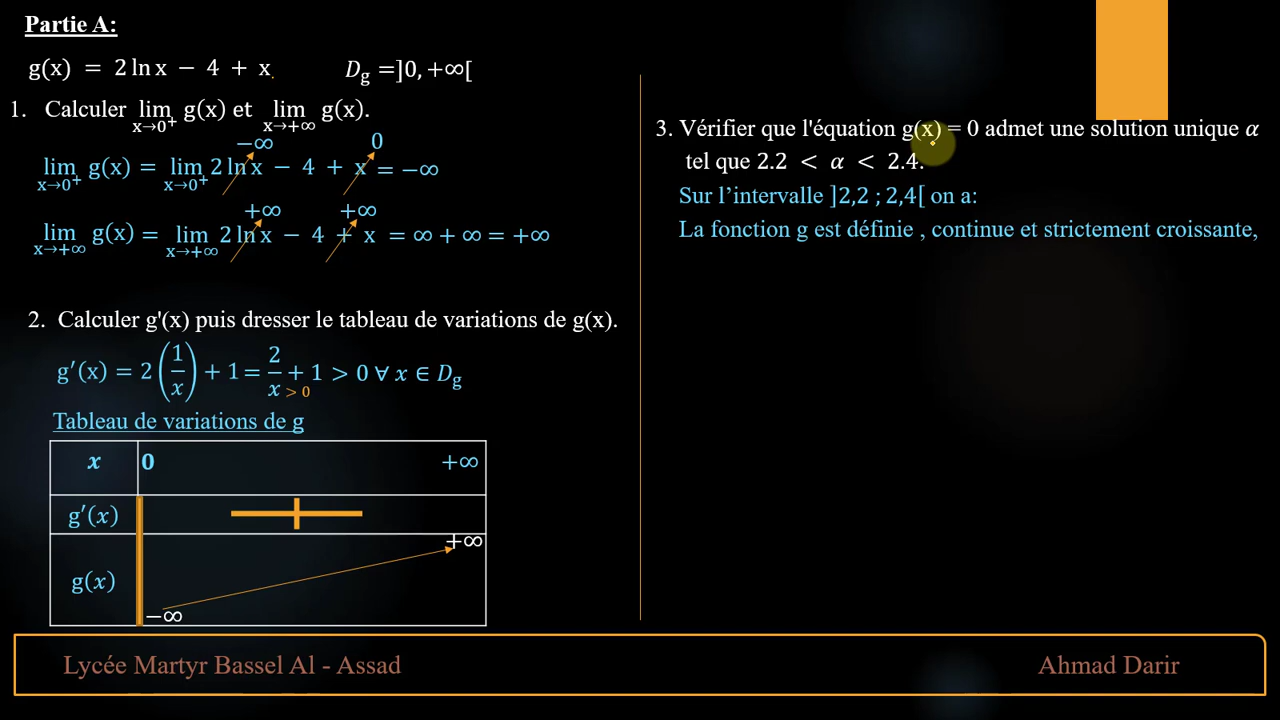 Partie A:
g(x) = 2 ln x − 4 + x.   D_g =]0, +∞[
1. Calculer lim_{x→0⁺} g(x) et lim_{x→+∞} g(x).
−∞   0
lim_{x→0⁺} g(x) = lim_{x→0⁺} 2 ln x − 4 + x = −∞
+∞   +∞
lim_{x→+∞} g(x) = lim_{x→+∞} 2 ln x − 4 + x = ∞ + ∞ = +∞
2. Calculer g'(x) puis dresser le tableau de variations de g(x).
g′(x) = 2(1/x) + 1 = 2/x + 1 > 0 ∀ x ∈ D_g
> 0
Tableau de variations de g
x   0   +∞
g′(x)   +
g(x)   −∞   +∞
3. Vérifier que l'équation g(x) = 0 admet une solution unique α
tel que 2.2 < α < 2.4.
Sur l’intervalle ]2,2 ; 2,4[ on a:
La fonction g est définie , continue et strictement croissante,
Lycée Martyr Bassel Al - Assad   Ahmad Darir